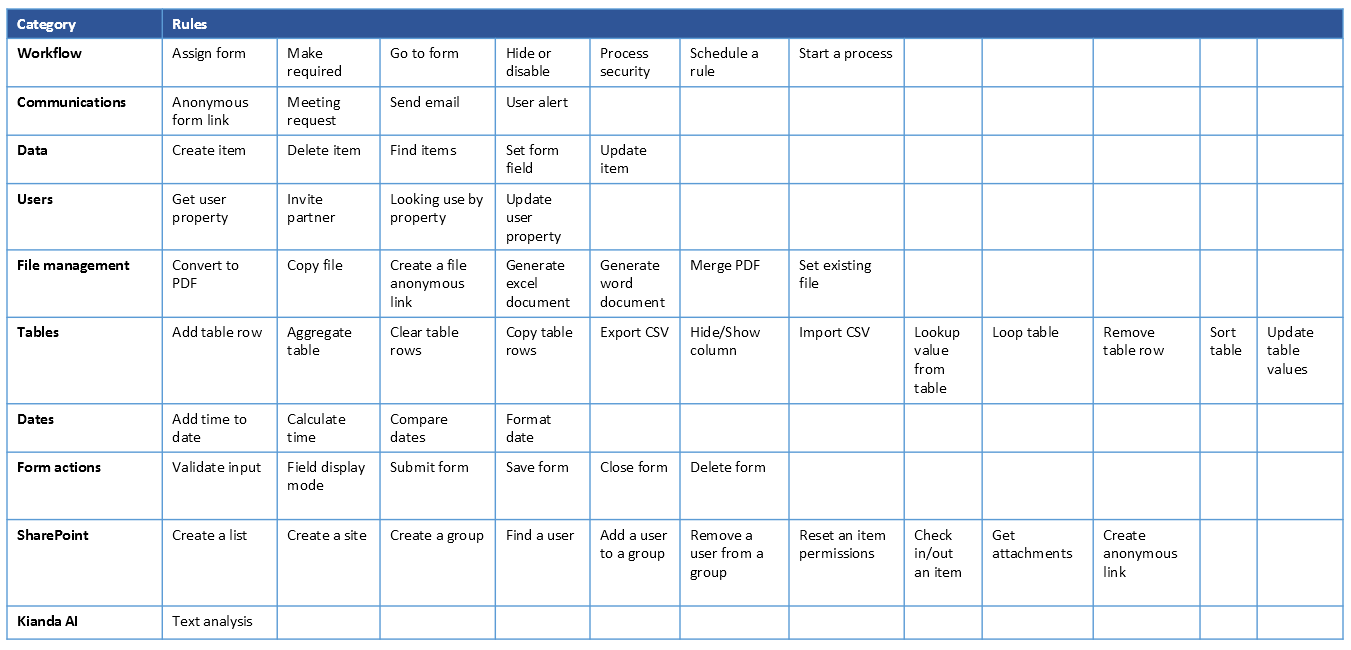 Category Rules
Workflow Assign form Make required Go to form Hide or disable Process security Schedule a rule Start a process
Communications Anonymous form link Meeting request Send email User alert
Data Create item Delete item Find items Set form field Update item
Users Get user property Invite partner Looking use by property Update user property
File management Convert to PDF Copy file Create a file anonymous link Generate excel document Generate word document Merge PDF Set existing file
Tables Add table row Aggregate table Clear table rows Copy table rows Export CSV Hide/Show column Import CSV Lookup value from table Loop table Remove table row Sort table Update table values
Dates Add time to date Calculate time Compare dates Format date
Form actions Validate input Field display mode Submit form Save form Close form Delete form
SharePoint Create a list Create a site Create a group Find a user Add a user to a group Remove a user from a group Reset an item permissions Check in/out an item Get attachments Create anonymous link
Kianda AI Text analysis